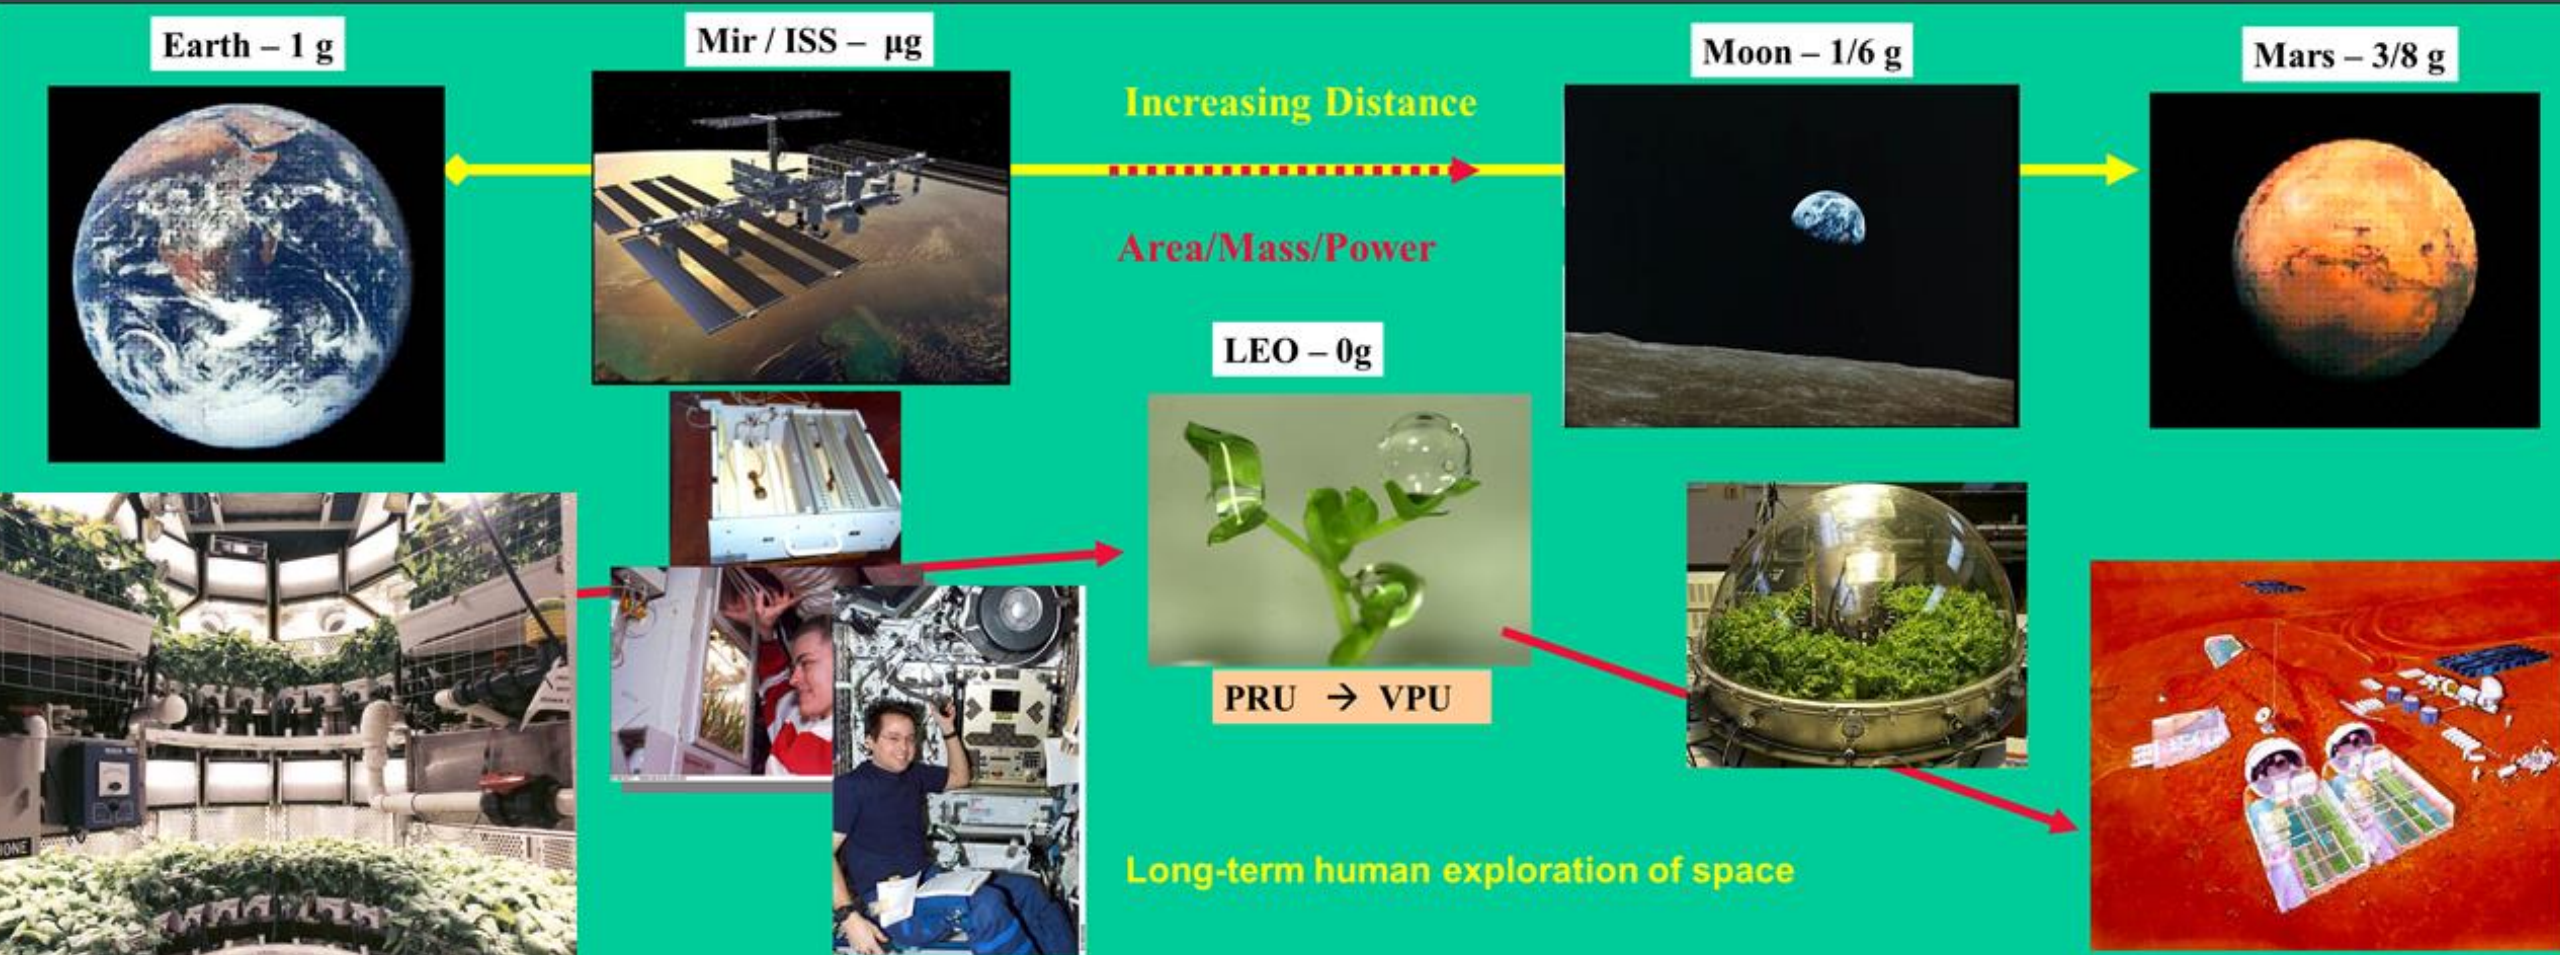 Earth – 1 g
Mir / ISS – µg
Moon – 1/6 g
Mars – 3/8 g
Increasing Distance
Area/Mass/Power
LEO – 0g
PRU → VPU
Long-term human exploration of space